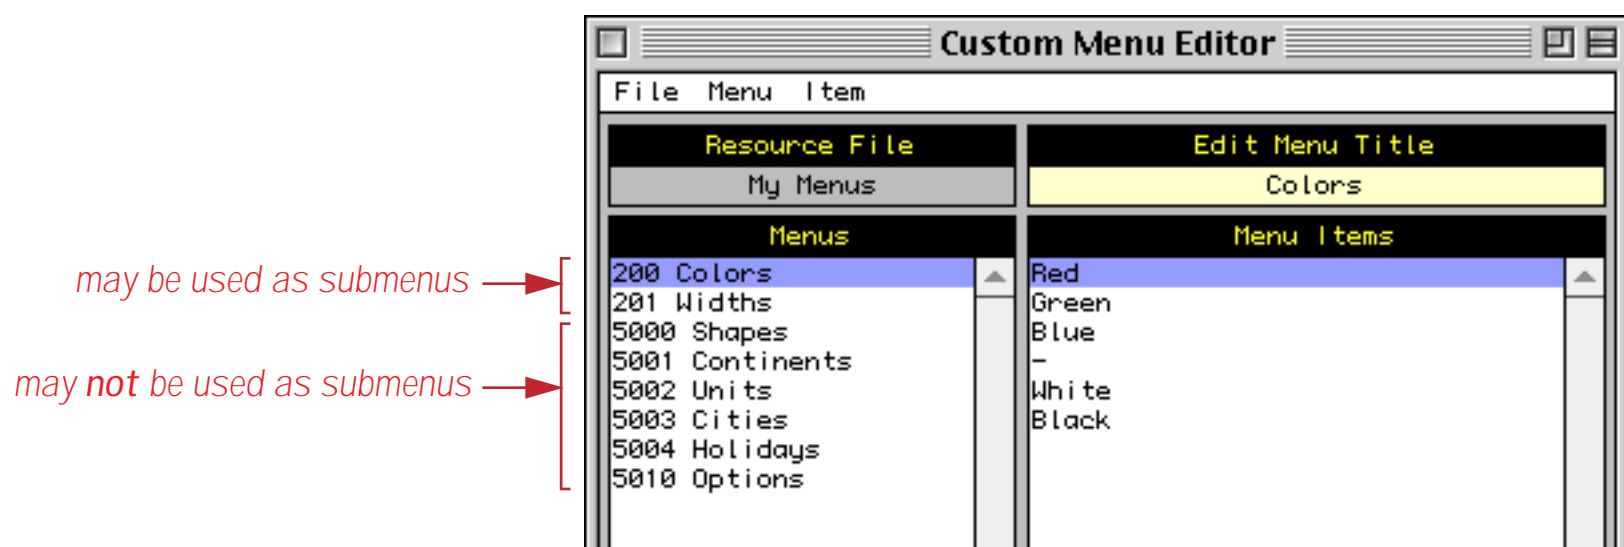 Custom Menu Editor
File Menu Item
Resource File
My Menus
Edit Menu Title
Colors
Menus
200 Colors
201 Widths
5000 Shapes
5001 Continents
5002 Units
5003 Cities
5004 Holidays
5010 Options
Menu Items
Red
Green
Blue
-
White
Black
may be used as submenus
may not be used as submenus